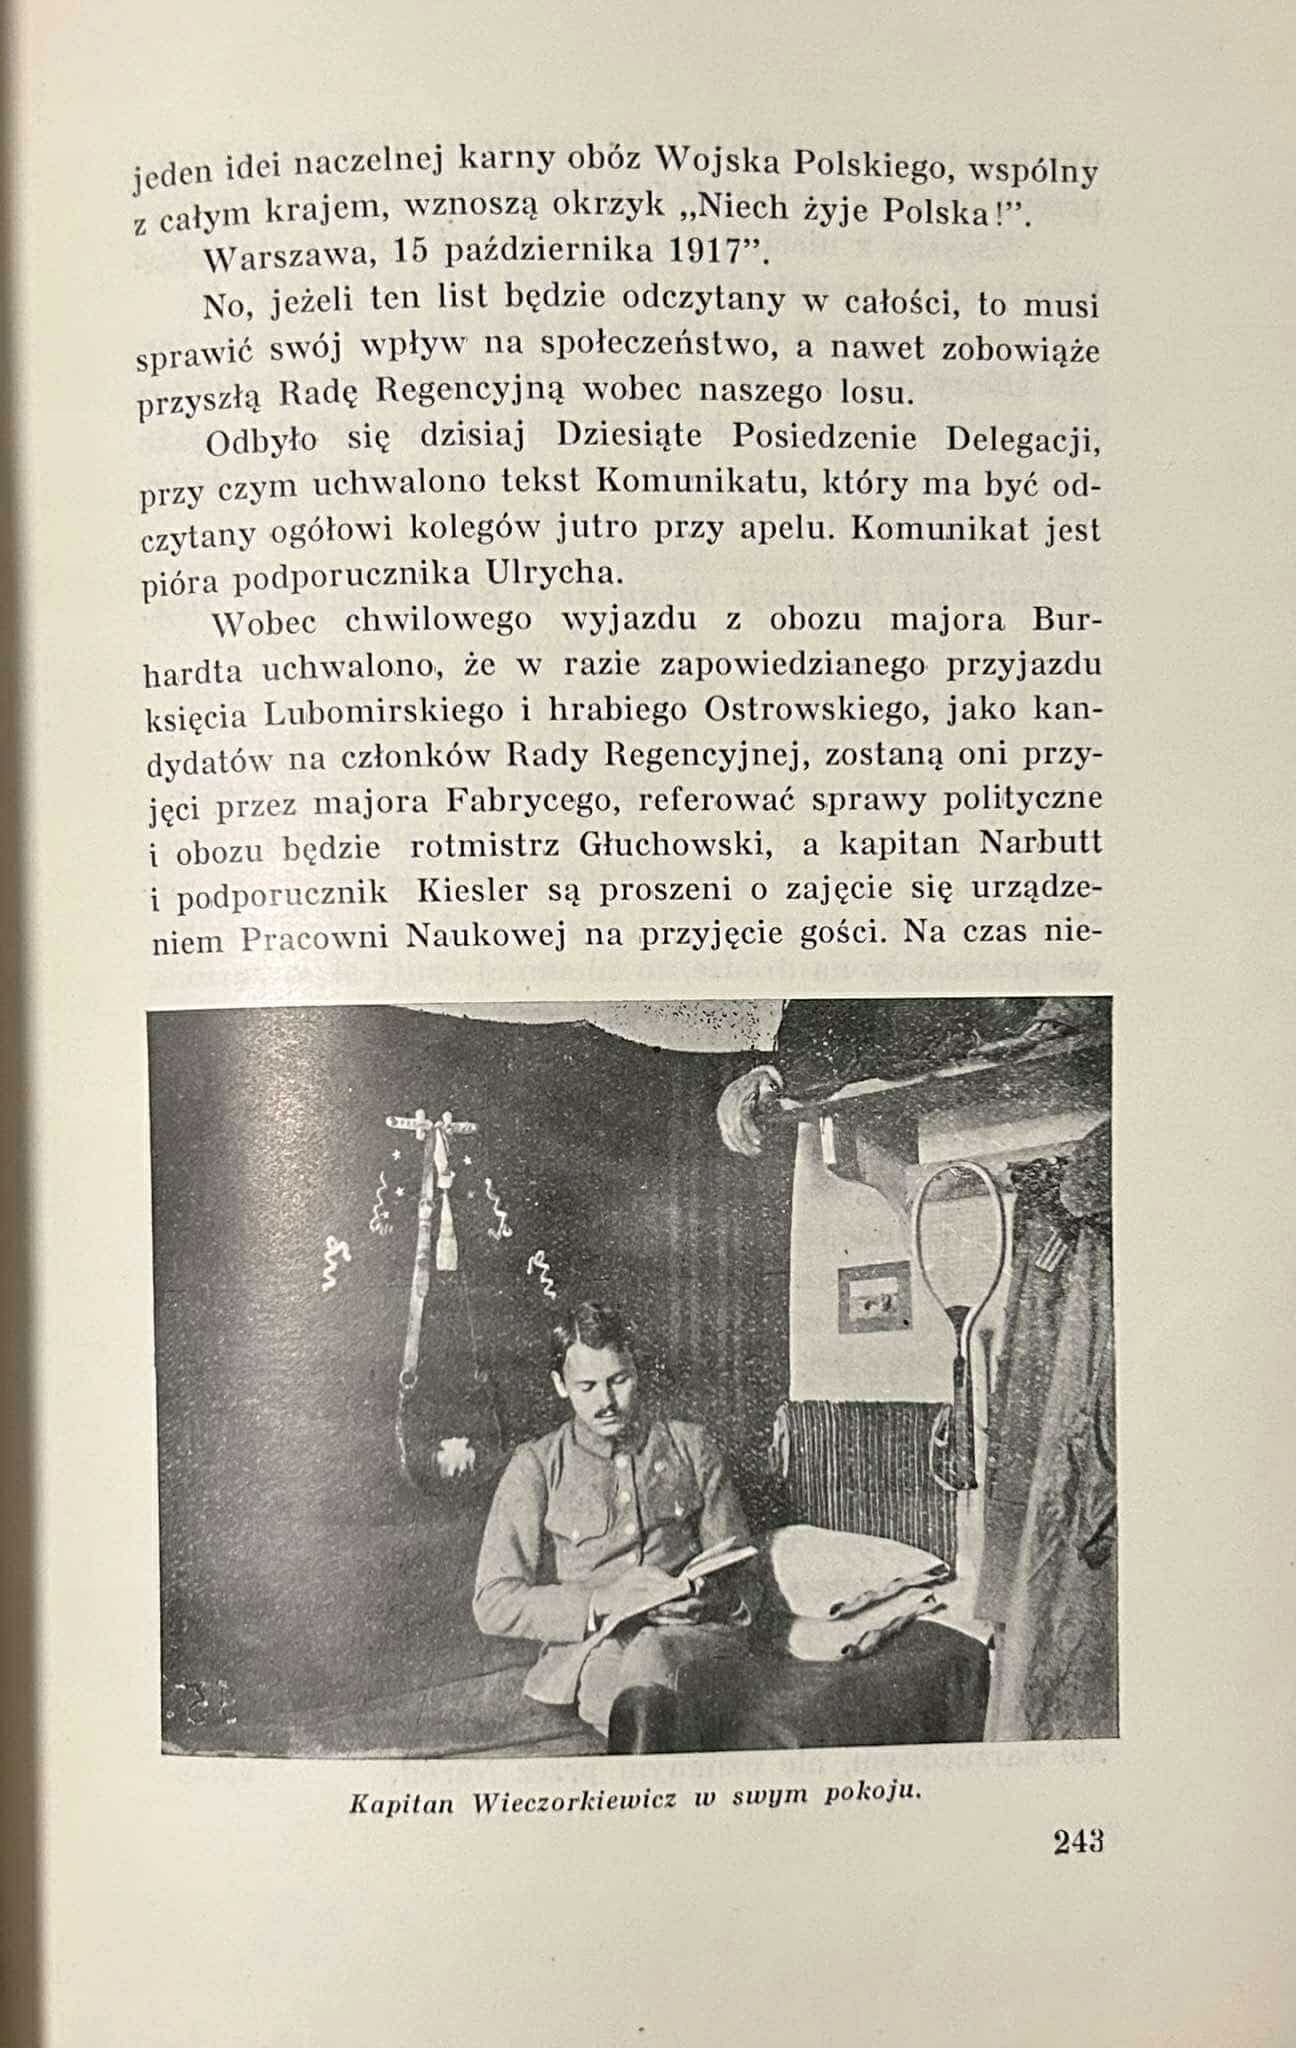 jeden idei naczelnej karny obóz Wojska Polskiego, wspólny
z całym krajem, wznoszą okrzyk „Niech żyje Polska!”.
Warszawa, 15 października 1917”.
No, jeżeli ten list będzie odczytany w całości, to musi
sprawić swój wpływ na społeczeństwo, a nawet zobowiąże
przyszłą Radę Regencyjną wobec naszego losu.
Odbyło się dzisiaj Dziesiąte Posiedzenie Delegacji,
przy czym uchwalono tekst Komunikatu, który ma być od-
czytany ogółowi kolegów jutro przy apelu. Komunikat jest
pióra podporucznika Ulrycha.
Wobec chwilowego wyjazdu z obozu majora Bur-
hardta uchwalono, że w razie zapowiedzianego przyjazdu
księcia Lubomirskiego i hrabiego Ostrowskiego, jako kan-
dydatów na członków Rady Regencyjnej, zostaną oni przy-
jęci przez majora Fabrycego, referować sprawy polityczne
i obozu będzie rotmistrz Głuchowski, a kapitan Narbutt
i podporucznik Kiesler są proszeni o zajęcie się urządze-
niem Pracowni Naukowej na przyjęcie gości. Na czas nie-
Kapitan Wieczorkiewicz w swym pokoju.
243